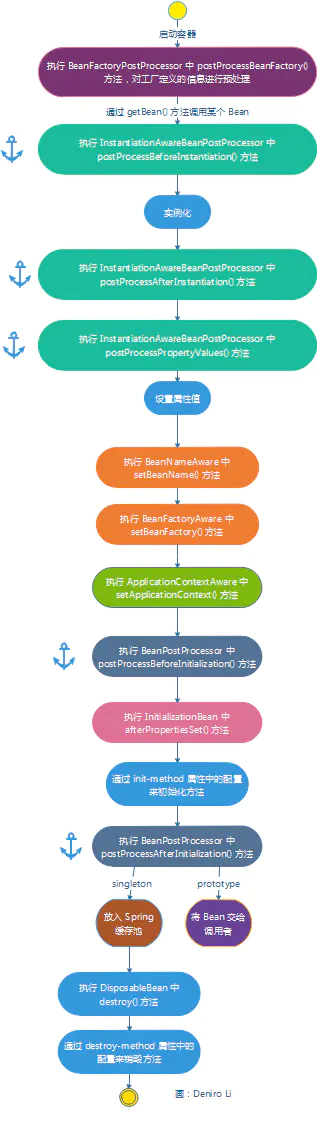 启动容器
执行 BeanFactoryPostProcessor 中 postProcessBeanFactory()
方法，对工厂定义的信息进行预处理
通过 getBean() 方法调用某个 Bean
执行 InstantiationAwareBeanPostProcessor 中
postProcessBeforeInstantiation() 方法
实例化
执行 InstantiationAwareBeanPostProcessor 中
postProcessAfterInstantiation() 方法
执行 InstantiationAwareBeanPostProcessor 中
postProcessPropertyValues() 方法
设置属性值
执行 BeanNameAware 中
setBeanName() 方法
执行 BeanFactoryAware 中
setBeanFactory() 方法
执行 ApplicationContextAware 中
setApplicationContext() 方法
执行 BeanPostProcessor 中
postProcessBeforeInitialization() 方法
执行 InitializationBean 中
afterPropertiesSet() 方法
通过 init-method 属性中的配置
来初始化方法
执行 BeanPostProcessor 中
postProcessAfterInitialization() 方法
singleton
prototype
放入 Spring
缓存池
将 Bean 交给
调用者
执行 DisposableBean 中
destroy() 方法
通过 destroy-method 属性中的
配置来销毁方法
画：Deniro Li